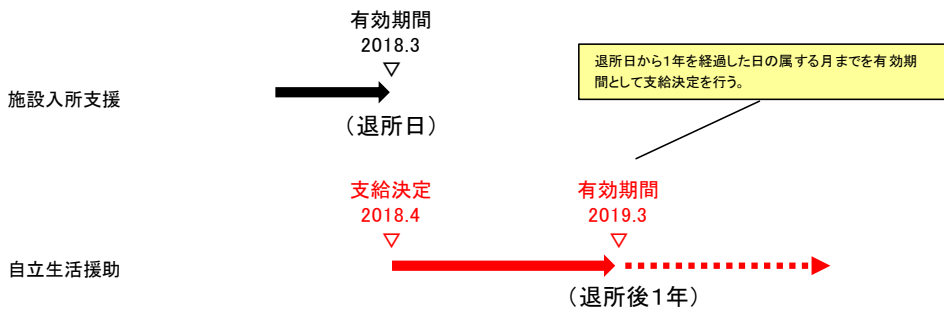 有効期間
2018.3
▽
退所日から1年を経過した日の属する月までを有効期
間として支給決定を行う。
施設入所支援
（退所日）
支給決定
2018.4
▽
有効期間
2019.3
▽
自立生活援助
（退所後1年）